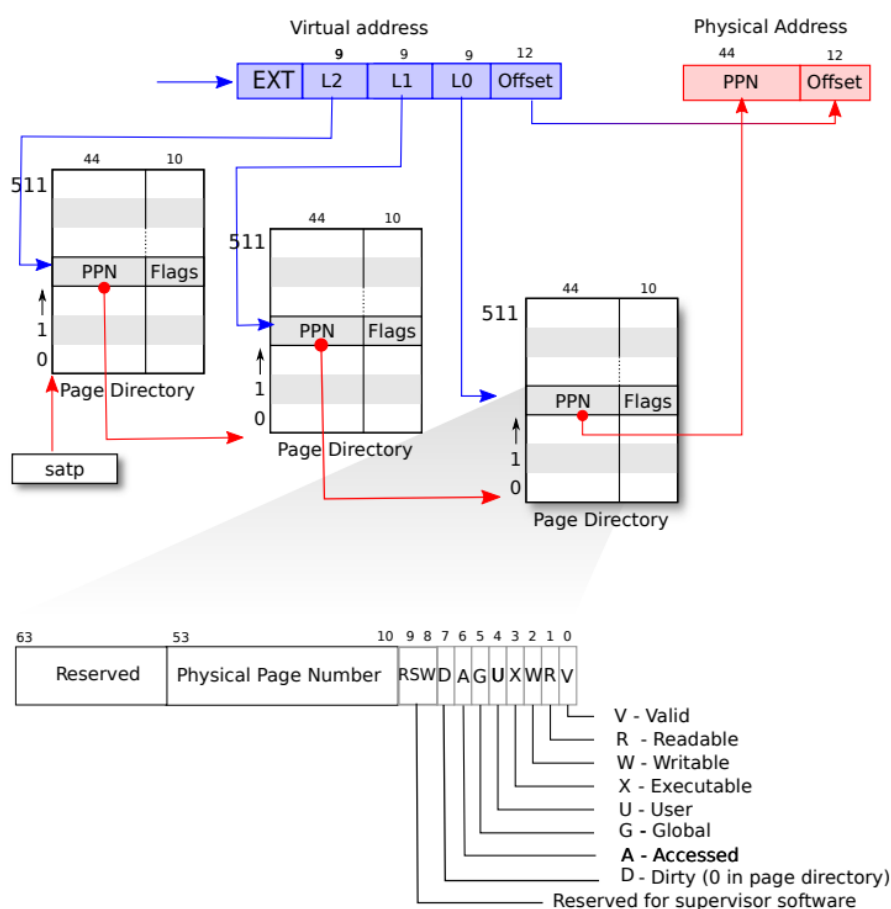 Virtual address
Physical Address
9 9 9 12
44 12
EXT L2 L1 L0 Offset
PPN Offset
44 10
511
PPN Flags
1
0
Page Directory
satp
44 10
511
PPN Flags
1
0
Page Directory
44 10
511
PPN Flags
1
0
Page Directory
63 53 10 9 8 7 6 5 4 3 2 1 0
Reserved Physical Page Number RSW D A G U X W R V
V - Valid
R - Readable
W - Writable
X - Executable
U - User
G - Global
A - Accessed
D - Dirty (0 in page directory)
Reserved for supervisor software